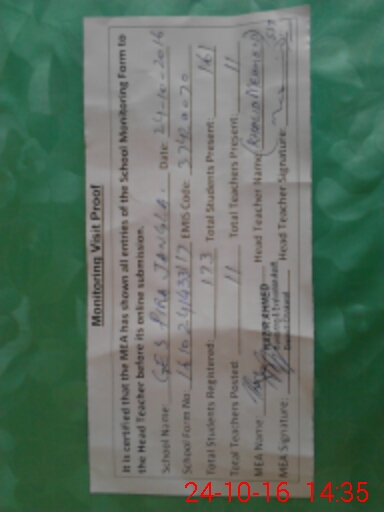 Monitoring Visit Proof
It is certified that the MEA has shown all entries of the School Monitoring Form to
the Head Teacher before its online submission.
School Name: GES PIRA JANGLA. Date: 24-10-2016
School Form No EMIS Code:
Total Students Registered: 173 Total Students Present: 161
Total Teachers Posted: 11 Total Teachers Present: 11
MEA Name: NAZIR AHMED Head Teacher Name
MEA Signature: Head Teacher Signature:
24-10-16 14:35